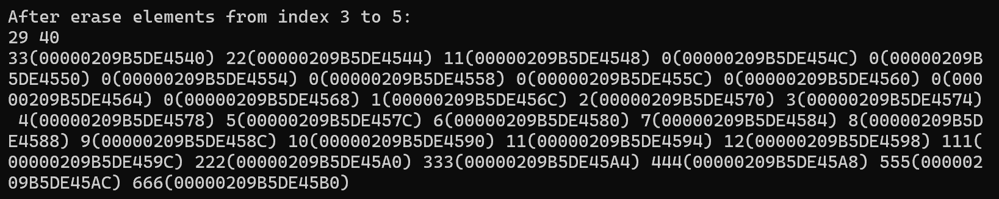 After erase elements from index 3 to 5:
29 40
33(00000209B5DE4540) 22(00000209B5DE4544) 11(00000209B5DE4548) 0(00000209B5DE454C) 0(00000209B
5DE4550) 0(00000209B5DE4554) 0(00000209B5DE4558) 0(00000209B5DE455C) 0(00000209B5DE4560) 0(000
00209B5DE4564) 0(00000209B5DE4568) 1(00000209B5DE456C) 2(00000209B5DE4570) 3(00000209B5DE4574)
 4(00000209B5DE4578) 5(00000209B5DE457C) 6(00000209B5DE4580) 7(00000209B5DE4584) 8(00000209B5D
E4588) 9(00000209B5DE458C) 10(00000209B5DE4590) 11(00000209B5DE4594) 12(00000209B5DE4598) 111(
00000209B5DE459C) 222(00000209B5DE45A0) 333(00000209B5DE45A4) 444(00000209B5DE45A8) 555(000002
09B5DE45AC) 666(00000209B5DE45B0)